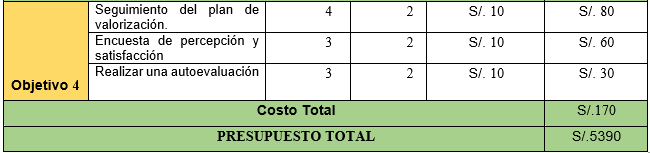 Seguimiento del plan de 4 2 S/. 10 S/. 80
valorización.
Encuesta de percepción y 3 2 S/. 10 S/. 60
satisfacción
Realizar una autoevaluación 3 2 S/. 10 S/. 30
Objetivo 4
Costo Total S/.170
PRESUPUESTO TOTAL S/.5390